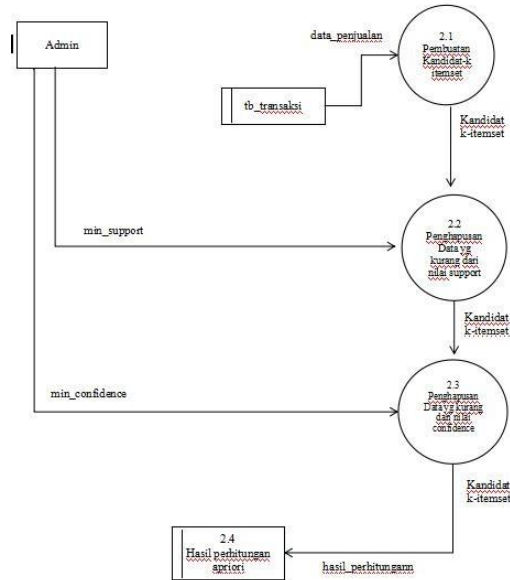 Admin
data_penjualan
2.1
Pembuatan
Kandidat-k
itemset
tb_transaksi
Kandidat
k-itemset
min_support
2.2
Penghapusan
Data yg
kurang dari
nilai support
Kandidat
k-itemset
min_confidence
2.3
Penghapusan
Data yg kurang
dari nilai
confidence
Kandidat
k-itemset
2.4
Hasil perhitungan
apriori
hasil_perhitungann